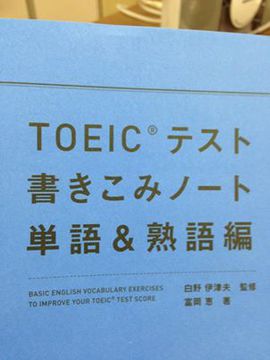 TOEIC® テスト
書きこみノート
単語&熟語編
BASIC ENGLISH VOCABULARY EXERCISES
TO IMPROVE YOUR TOEIC® TEST SCORE
白野 伊津夫 監修
富岡 恵 著